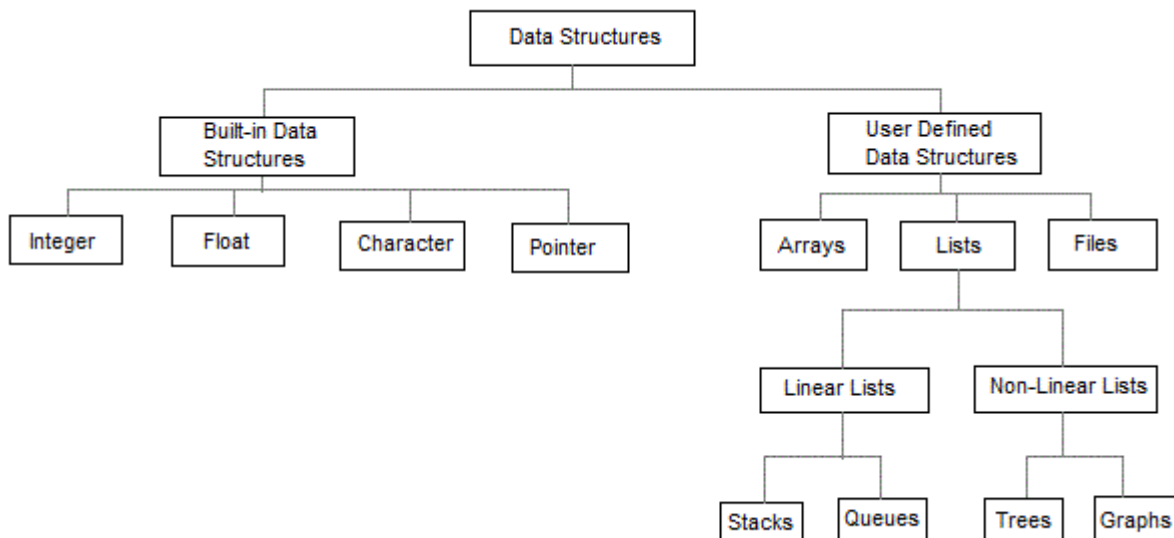 Data Structures
Built-in Data
Structures
User Defined
Data Structures
Integer
Float
Character
Pointer
Arrays
Lists
Files
Linear Lists
Non-Linear Lists
Stacks
Queues
Trees
Graphs